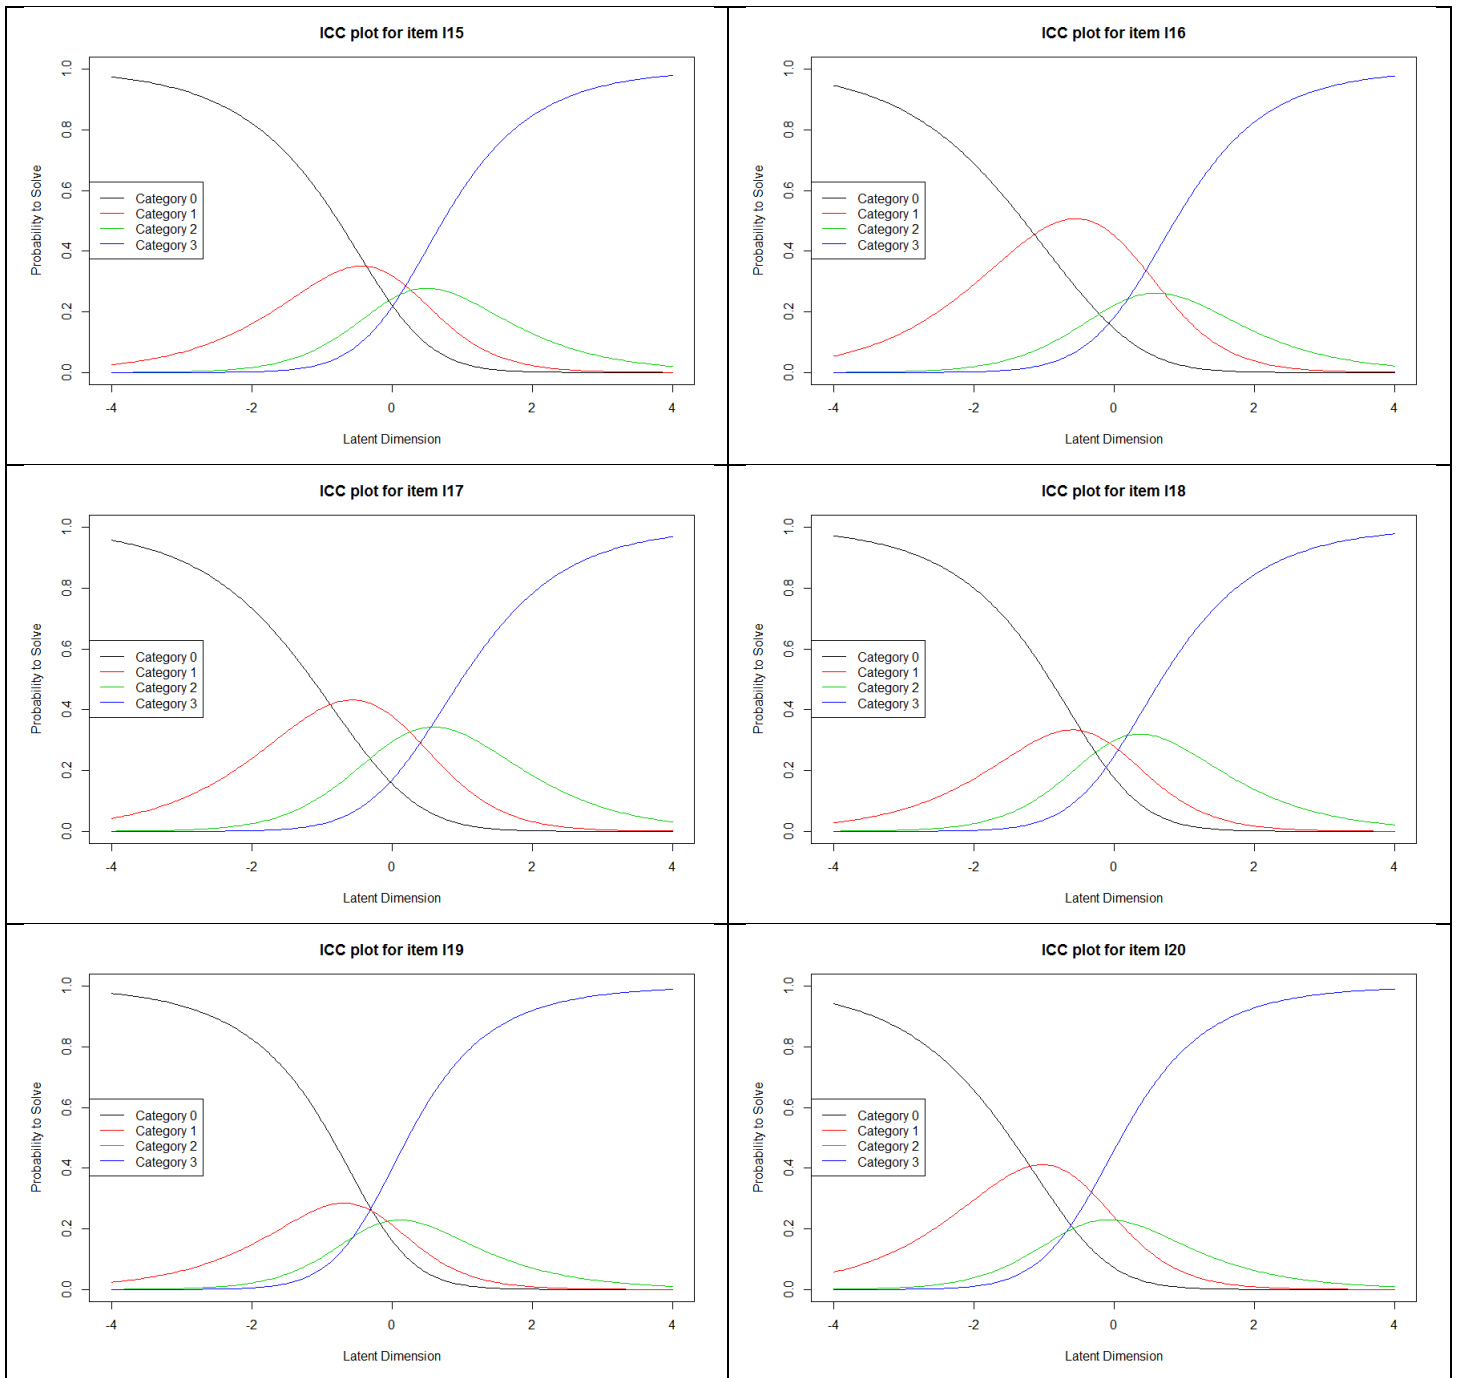 ICC plot for item I15
1.0
0.8
0.6
0.4
0.2
0.0
Probability to Solve
Category 0
Category 1
Category 2
Category 3
-4 -2 0 2 4
Latent Dimension
ICC plot for item I16
1.0
0.8
0.6
0.4
0.2
0.0
Probability to Solve
Category 0
Category 1
Category 2
Category 3
-4 -2 0 2 4
Latent Dimension
ICC plot for item I17
1.0
0.8
0.6
0.4
0.2
0.0
Probability to Solve
Category 0
Category 1
Category 2
Category 3
-4 -2 0 2 4
Latent Dimension
ICC plot for item I18
1.0
0.8
0.6
0.4
0.2
0.0
Probability to Solve
Category 0
Category 1
Category 2
Category 3
-4 -2 0 2 4
Latent Dimension
ICC plot for item I19
1.0
0.8
0.6
0.4
0.2
0.0
Probability to Solve
Category 0
Category 1
Category 2
Category 3
-4 -2 0 2 4
Latent Dimension
ICC plot for item I20
1.0
0.8
0.6
0.4
0.2
0.0
Probability to Solve
Category 0
Category 1
Category 2
Category 3
-4 -2 0 2 4
Latent Dimension